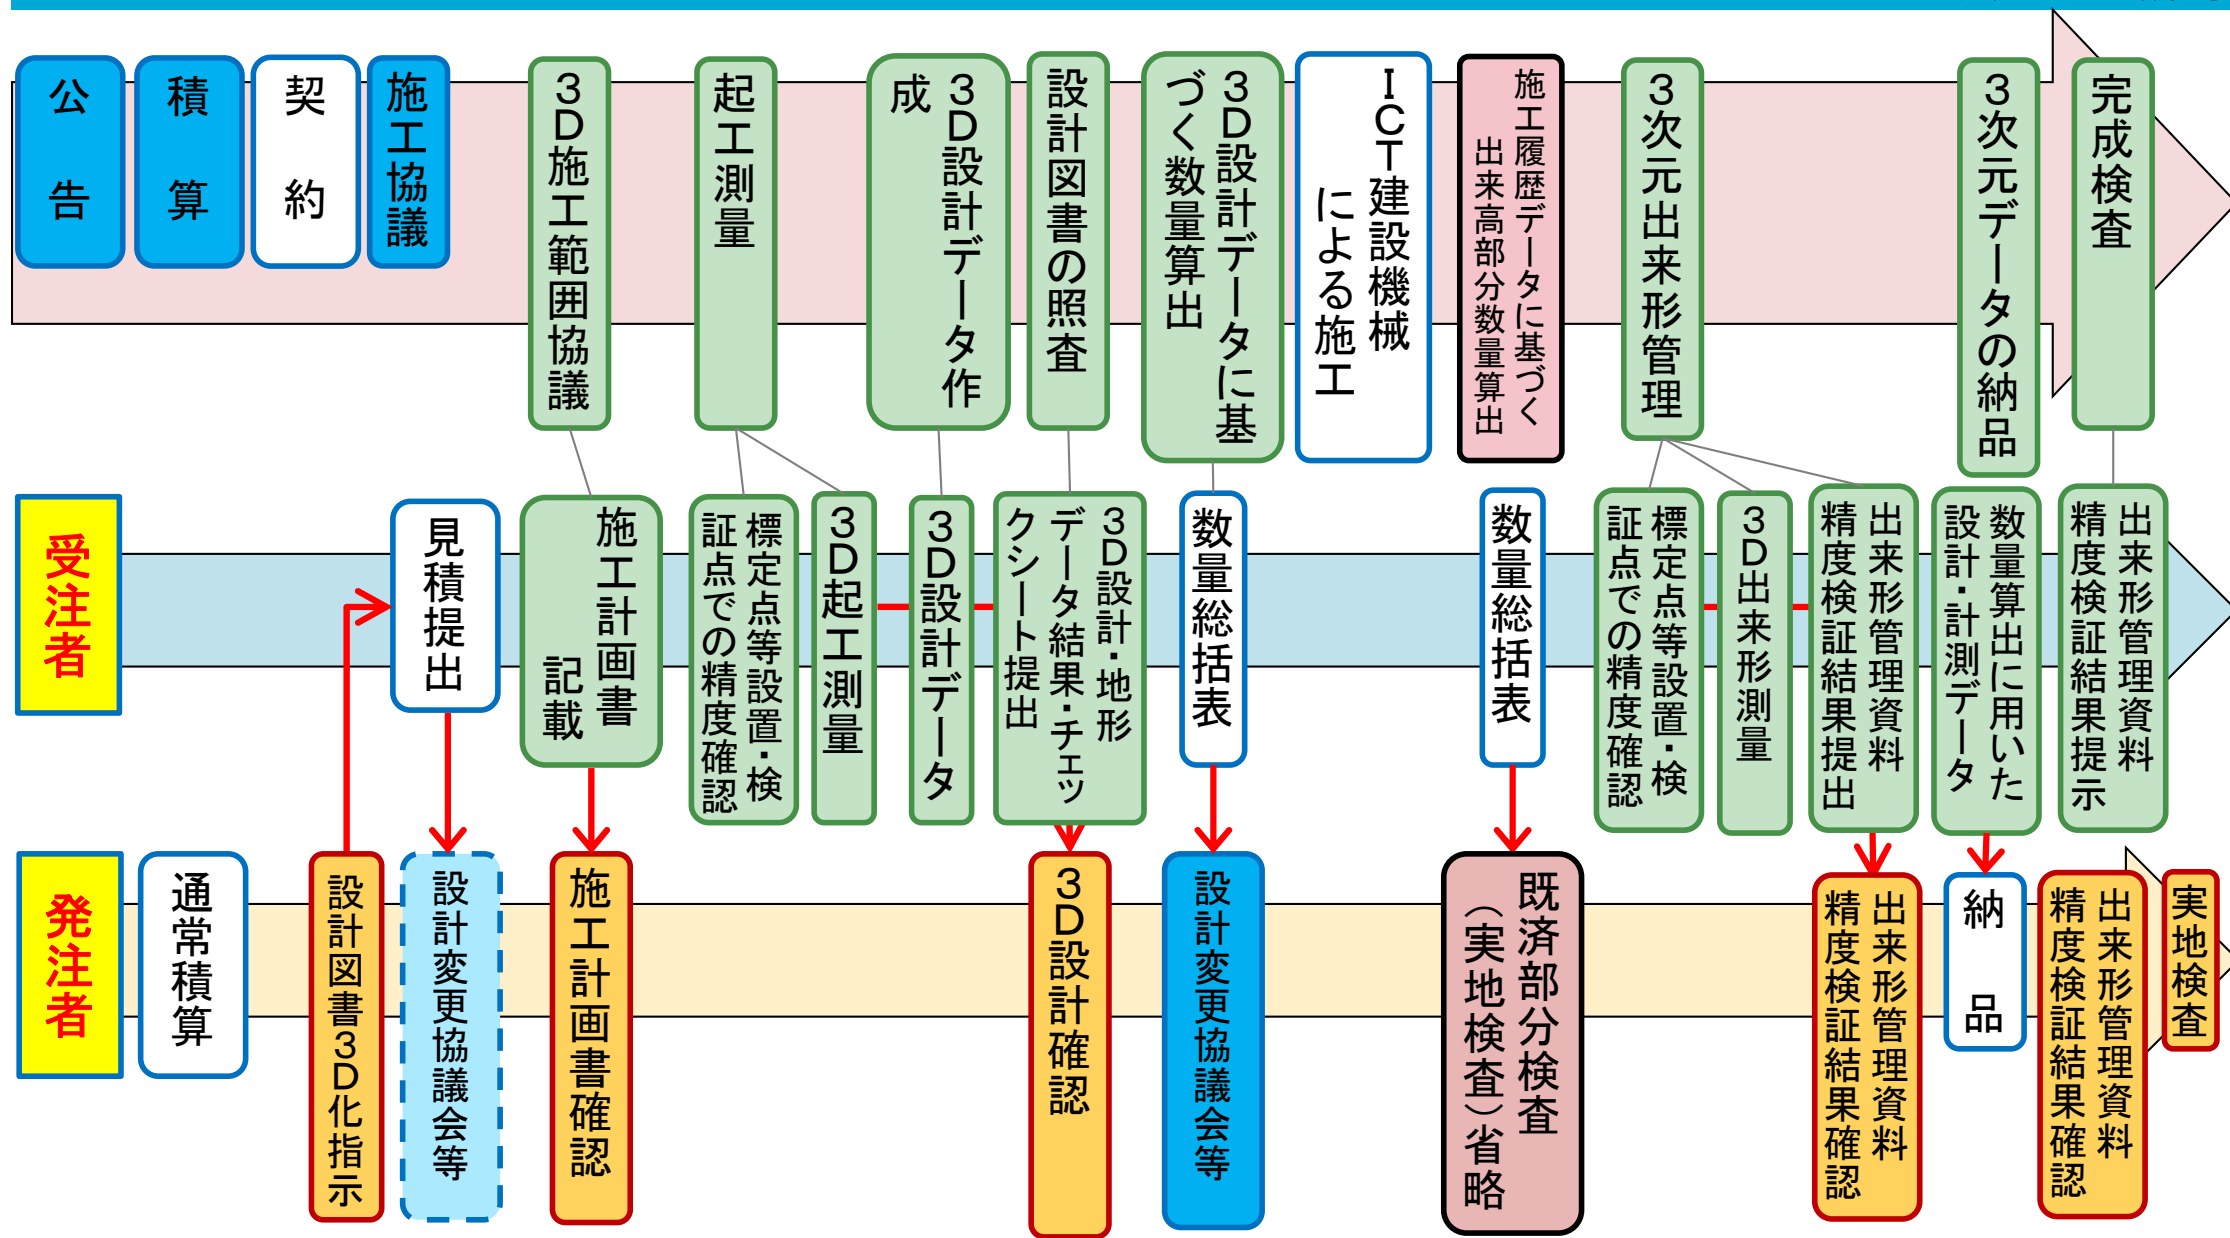 公告
積算
契約
施工協議
3D施工範囲協議
起工測量
3D設計データ作
成
設計図書の照査
3D設計データに基
づく数量算出
ICT建設機械
による施工
施工履歴データに基づく
出来高部分数量算出
3次元出来形管理
3次元データの納品
完成検査
受注者
見積提出
施工計画書
記載
標定点等設置・検
証点での精度確認
3D起工測量
3D設計データ
3D設計・地形
データ結果・チェッ
クシート提出
数量総括表
数量総括表
標定点等設置・検
証点での精度確認
3D出来形測量
出来形管理資料
精度検証結果提出
数量算出に用いた
設計・計測データ
出来形管理資料
精度検証結果提示
発注者
通常積算
設計図書3D化指示
設計変更協議会等
施工計画書確認
3D設計確認
設計変更協議会等
既済部分検査
(実地検査)省略
出来形管理資料
精度検証結果確認
納品
出来形管理資料
精度検証結果確認
実地検査